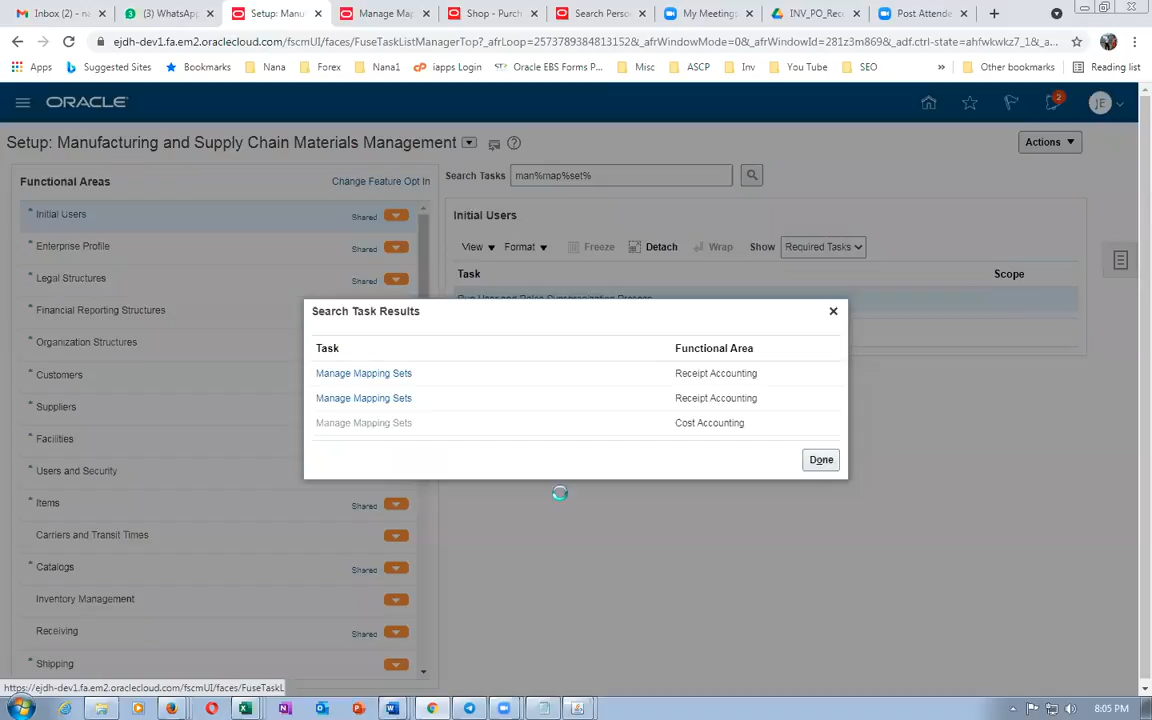 Inbox (2) - na
(3) WhatsApp
Setup: Manu
Manage Map
Shop - Purch
Search Perso
My Meeting
INV_PO_Rec
Post Attende
ejdh-dev1.fa.em2.oraclecloud.com/fscmUI/faces/FuseTaskListManagerTop?_afrLoop=2573789384813152&_afrWindowMode=0&_afrWindowId=281z3m869&_adf.ctrl-state=ahfwkwkz7_1&_a...
Apps
Suggested Sites
Bookmarks
Nana
Forex
Nana1
iapps Login
Oracle EBS Forms P...
Misc
ASCP
Inv
You Tube
SEO
»
Other bookmarks
Reading list
ORACLE
2
JE
Setup: Manufacturing and Supply Chain Materials Management
Actions
Functional Areas
Change Feature Opt In
Search Tasks
man%map%set%
* Initial Users
Shared
* Enterprise Profile
Shared
* Legal Structures
Shared
* Financial Reporting Structures
* Organization Structures
* Customers
* Suppliers
* Facilities
* Users and Security
* Items
Shared
Carriers and Transit Times
* Catalogs
Shared
Inventory Management
Receiving
Shared
* Shipping
Shared
Initial Users
View
Format
Freeze
Detach
Wrap
Show
Required Tasks
Task
Scope
Search Task Results
Task
Functional Area
Manage Mapping Sets
Receipt Accounting
Manage Mapping Sets
Receipt Accounting
Manage Mapping Sets
Cost Accounting
Done
https://ejdh-dev1.fa.em2.oraclecloud.com/fscmUI/faces/FuseTaskL
8:05 PM